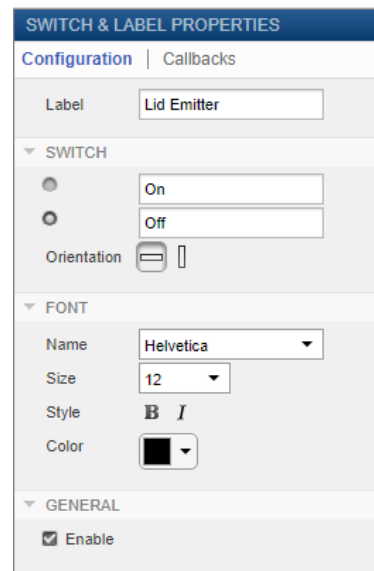 SWITCH & LABEL PROPERTIES
Configuration | Callbacks
Label Lid Emitter
SWITCH
On
Off
Orientation
FONT
Name Helvetica
Size 12
Style B I
Color
GENERAL
Enable